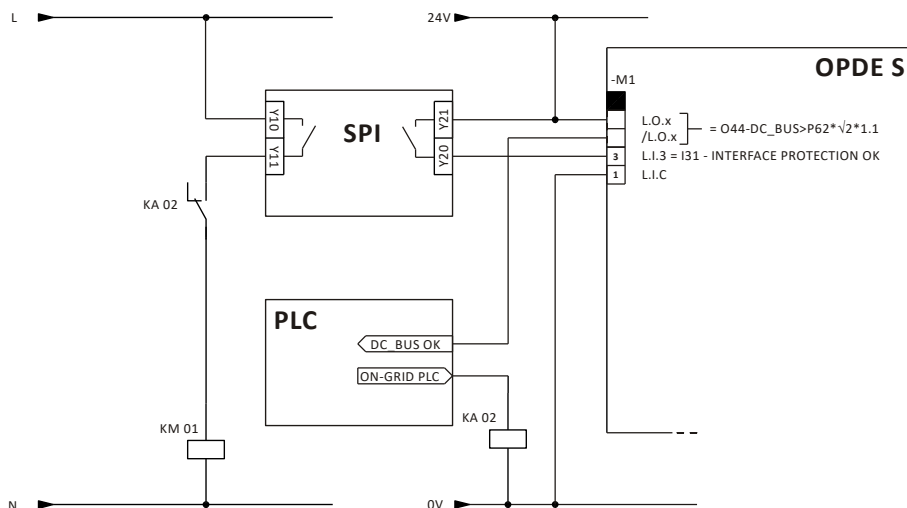 L
24V
OPDE S
-M1
Y10
Y11
SPI
Y21
Y20
L.O.x
/L.O.x
= O44-DC_BUS>P62*√2*1.1
3
L.I.3 = I31 - INTERFACE PROTECTION OK
1
L.I.C
KA 02
PLC
DC_BUS OK
ON-GRID PLC
KA 02
KM 01
N
0V